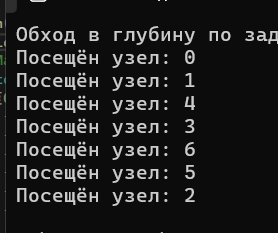 Обход в глубину по зад
Посещён узел: 0
Посещён узел: 1
Посещён узел: 4
Посещён узел: 3
Посещён узел: 6
Посещён узел: 5
Посещён узел: 2